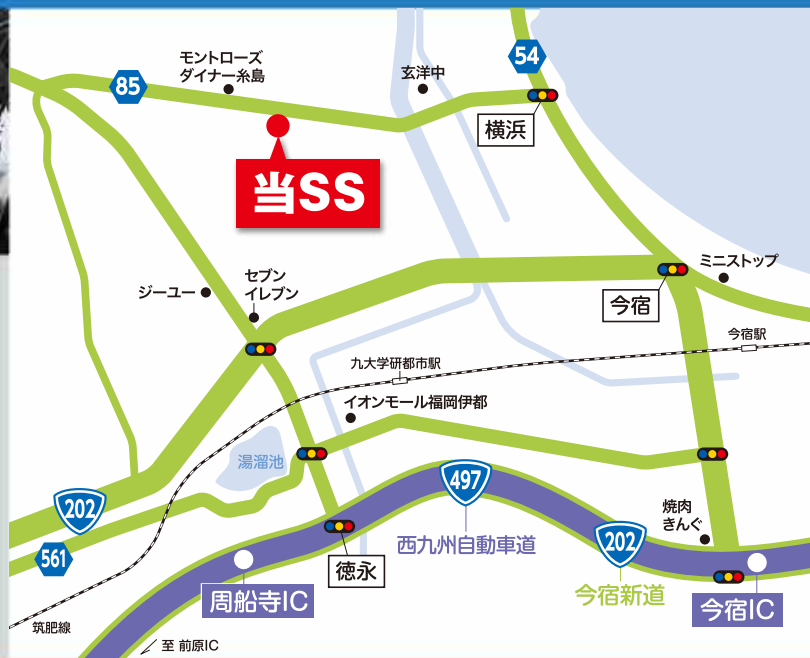 モントローズ
ダイナー糸島
85
玄洋中
54
横浜
当SS
ミニストップ
今宿
セブン
イレブン
ジーユー
今宿駅
九大学研都市駅
イオンモール福岡伊都
湯溜池
497
202
焼肉
きんぐ
202
西九州自動車道
561
徳永
今宿新道
周船寺IC
今宿IC
筑肥線
至 前原IC